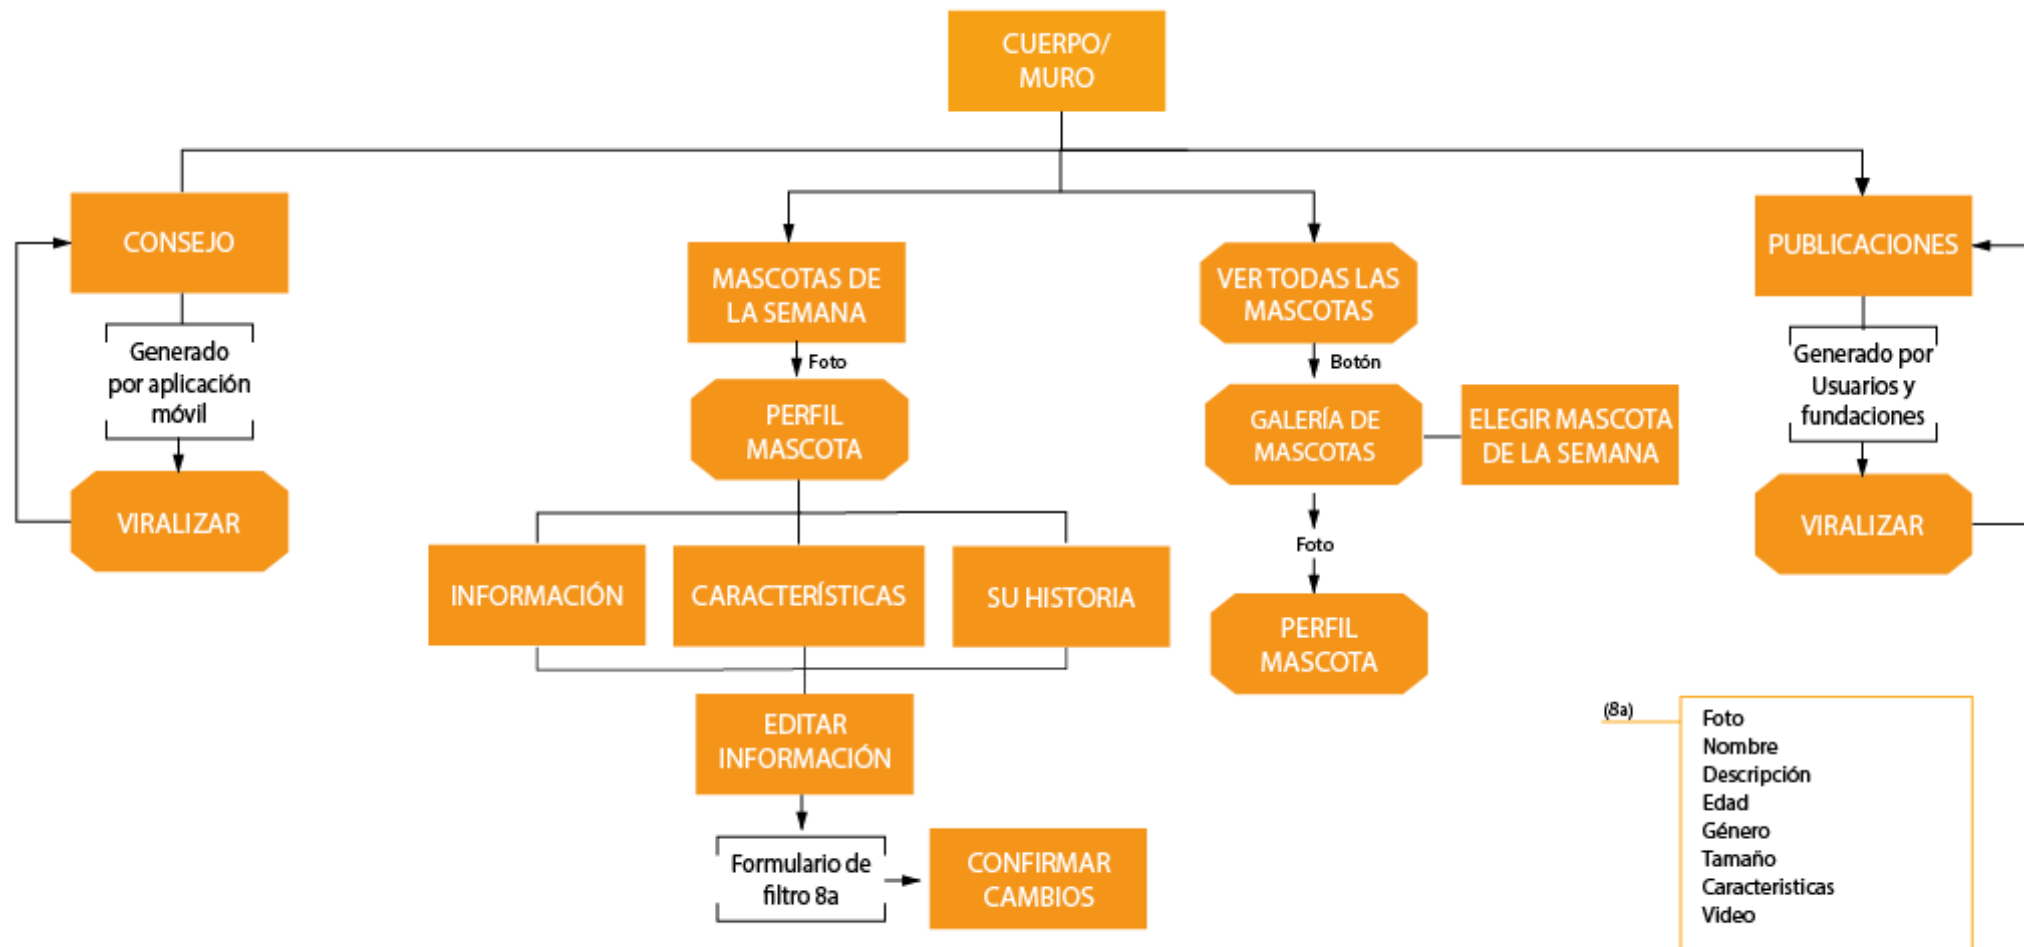 CUERPO/
MURO
CONSEJO
Generado
por aplicación
móvil
VIRALIZAR
MASCOTAS DE
LA SEMANA
Foto
PERFIL
MASCOTA
INFORMACIÓN
CARACTERÍSTICAS
SU HISTORIA
EDITAR
INFORMACIÓN
Formulario de
filtro 8a
CONFIRMAR
CAMBIOS
VER TODAS LAS
MASCOTAS
Botón
GALERÍA DE
MASCOTAS
ELEGIR MASCOTA
DE LA SEMANA
Foto
PERFIL
MASCOTA
PUBLICACIONES
Generado por
Usuarios y
fundaciones
VIRALIZAR
(8a)
Foto
Nombre
Descripción
Edad
Género
Tamaño
Caracteristicas
Video